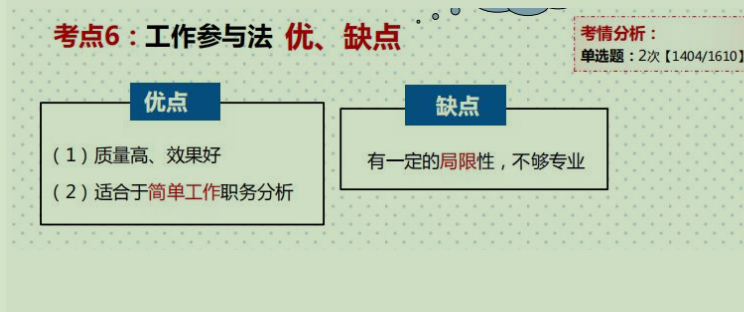 考点6：工作参与法 优、缺点
考情分析：
单选题：2次【1404/1610】
优点
（1）质量高、效果好
（2）适合于简单工作职务分析
缺点
有一定的局限性，不够专业